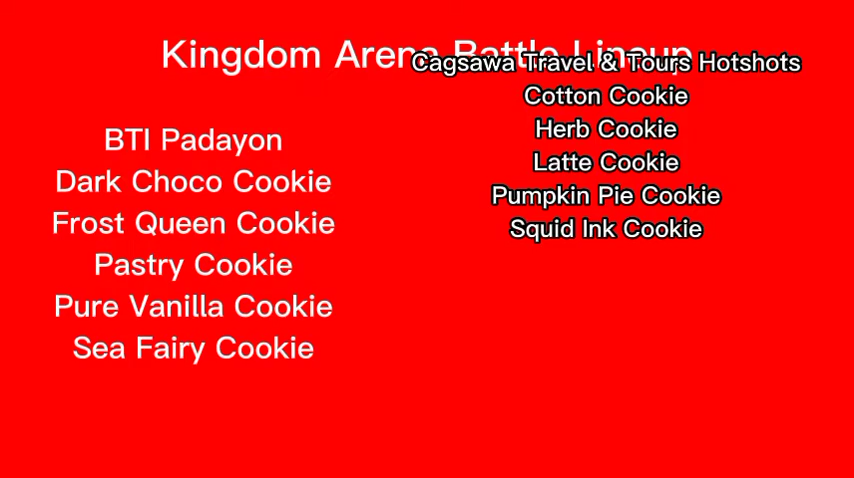 Kingdom Arena Battle Lineup
BTI Padayon
Dark Choco Cookie
Frost Queen Cookie
Pastry Cookie
Pure Vanilla Cookie
Sea Fairy Cookie
Cagsawa Travel & Tours Hotshots
Cotton Cookie
Herb Cookie
Latte Cookie
Pumpkin Pie Cookie
Squid Ink Cookie